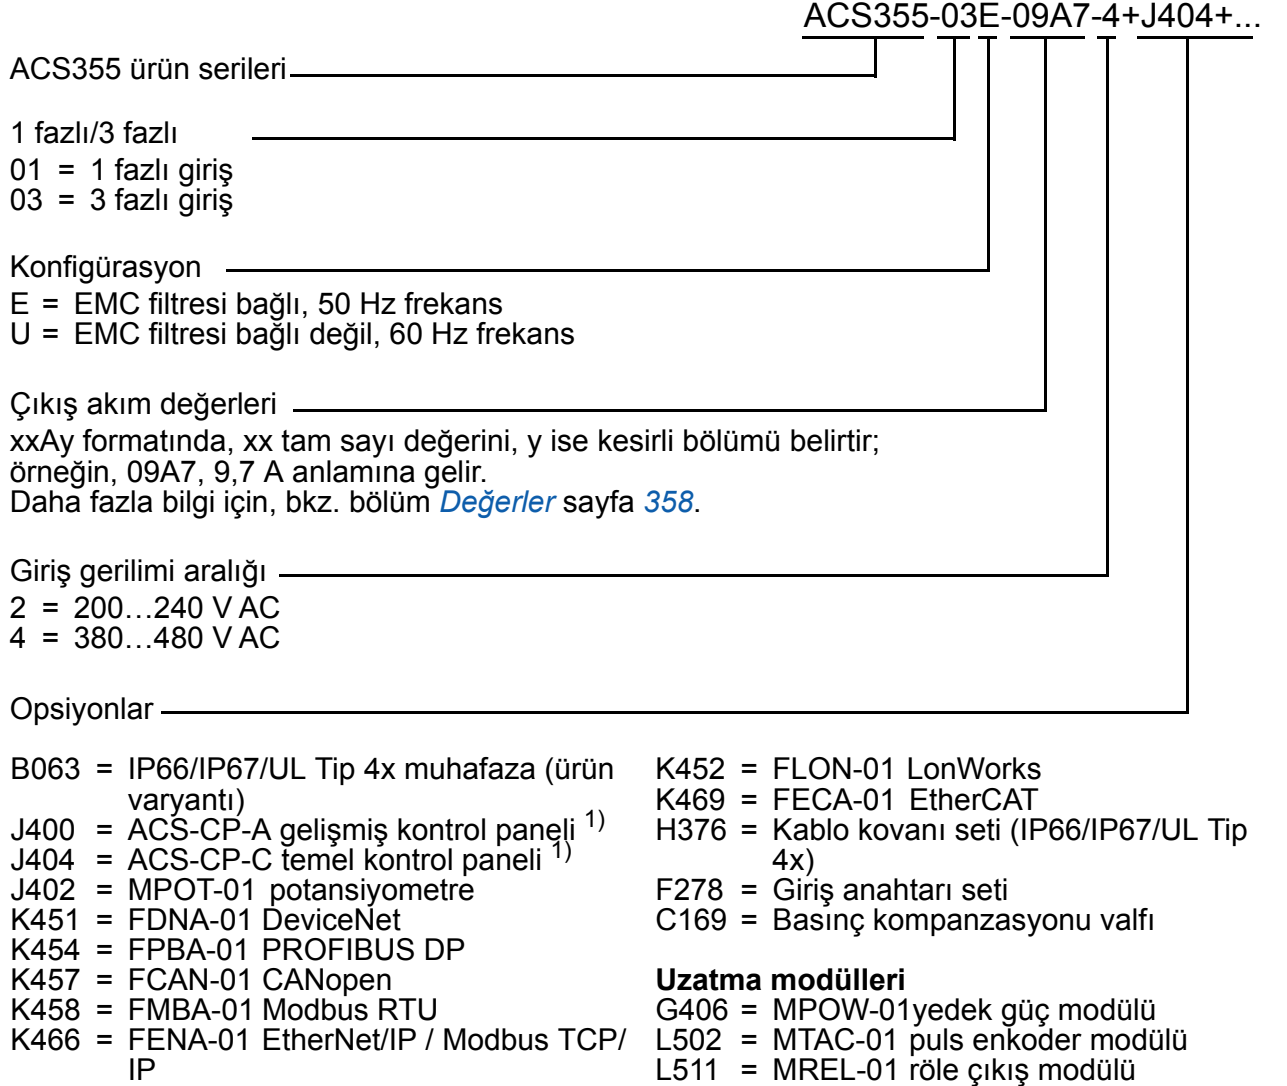 ACS355-03E-09A7-4+J404+...
ACS355 ürün serileri
1 fazlı/3 fazlı
01 = 1 fazlı giriş
03 = 3 fazlı giriş
Konfigürasyon
E = EMC filtresi bağlı, 50 Hz frekans
U = EMC filtresi bağlı değil, 60 Hz frekans
Çıkış akım değerleri
xxAy formatında, xx tam sayı değerini, y ise kesirli bölümü belirtir;
örneğin, 09A7, 9,7 A anlamına gelir.
Daha fazla bilgi için, bkz. bölüm Değerler sayfa 358.
Giriş gerilimi aralığı
2 = 200…240 V AC
4 = 380…480 V AC
Opsiyonlar
B063 = IP66/IP67/UL Tip 4x muhafaza (ürün
varyantı)
J400 = ACS-CP-A gelişmiş kontrol paneli 1)
J404 = ACS-CP-C temel kontrol paneli 1)
J402 = MPOT-01 potansiyometre
K451 = FDNA-01 DeviceNet
K454 = FPBA-01 PROFIBUS DP
K457 = FCAN-01 CANopen
K458 = FMBA-01 Modbus RTU
K466 = FENA-01 EtherNet/IP / Modbus TCP/
IP
K452 = FLON-01 LonWorks
K469 = FECA-01 EtherCAT
H376 = Kablo kovanı seti (IP66/IP67/UL Tip
4x)
F278 = Giriş anahtarı seti
C169 = Basınç kompanzasyonu valfı
Uzatma modülleri
G406 = MPOW-01yedek güç modülü
L502 = MTAC-01 puls enkoder modülü
L511 = MREL-01 röle çıkış modülü